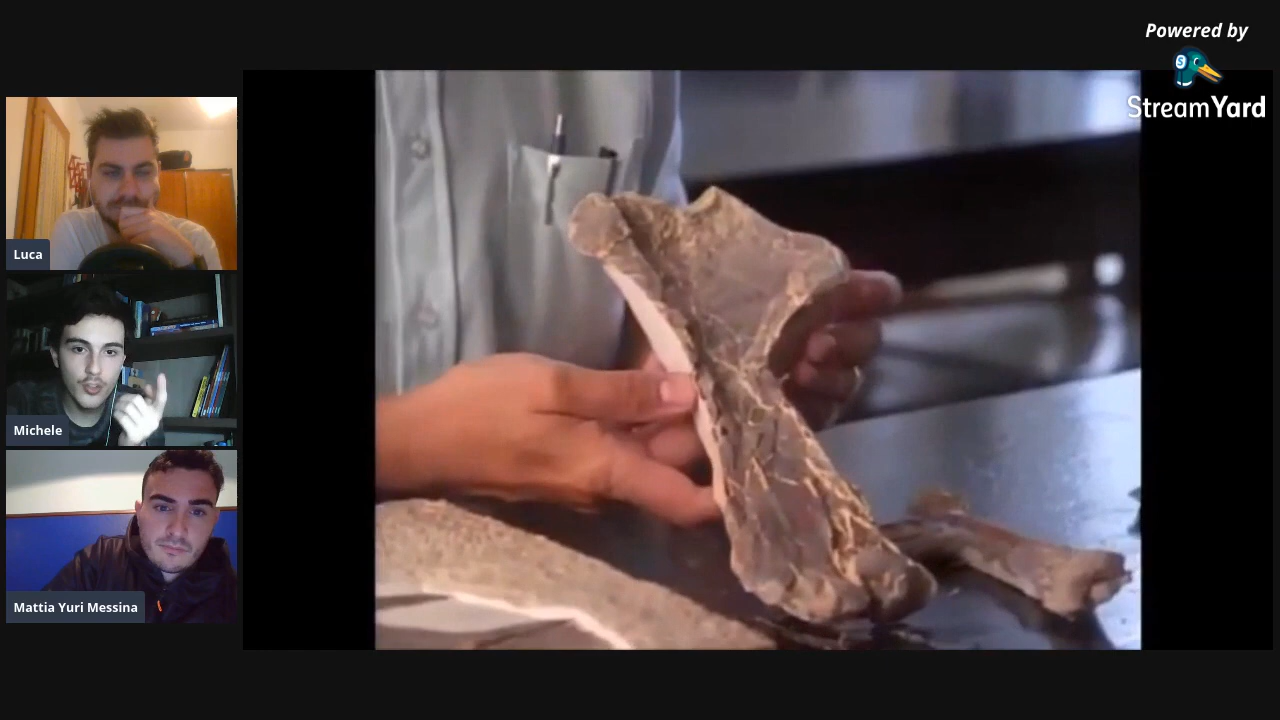 Powered by
StreamYard
Luca
Michele
Mattia Yuri Messina